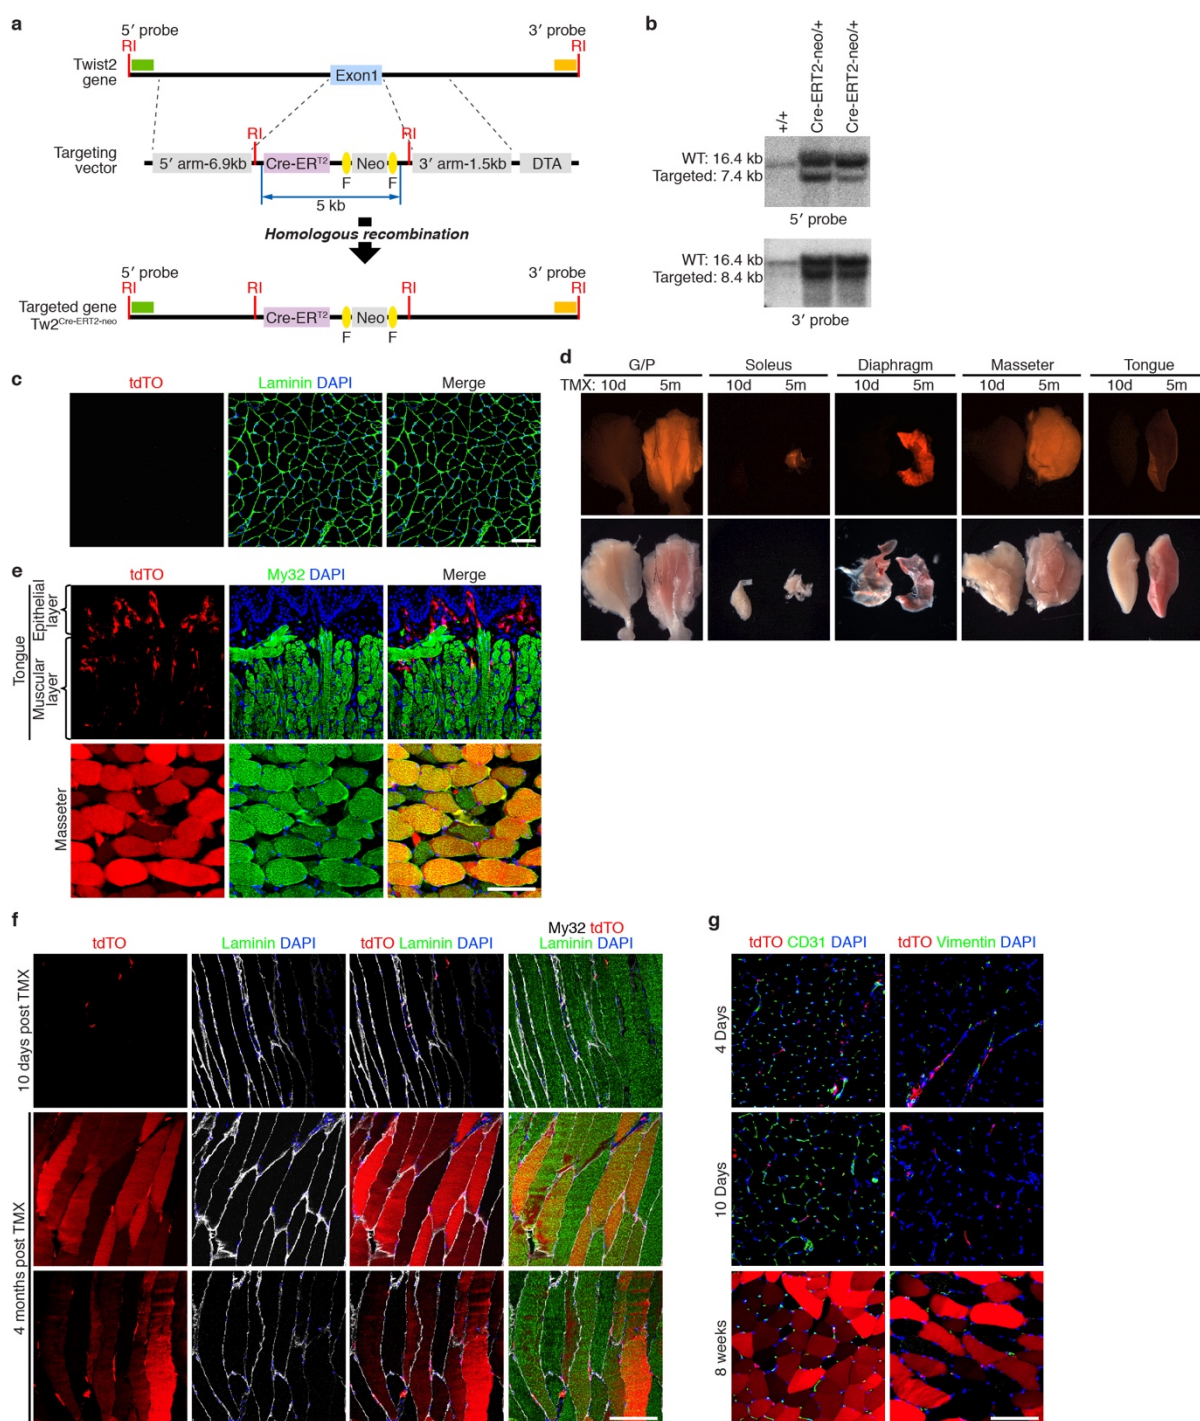 a
5′ probe
3′ probe
RI
RI
Twist2
gene
Exon1
RI
RI
Targeting
vector
5′ arm-6.9kb
Cre-ERT2
Neo
3′ arm-1.5kb
DTA
F
F
5 kb
Homologous recombination
5′ probe
3′ probe
RI
RI
RI
RI
Targeted gene
Tw2Cre-ERT2-neo
Cre-ERT2
Neo
F
F
b
+/+
Cre-ERT2-neo/+
Cre-ERT2-neo/+
WT: 16.4 kb
Targeted: 7.4 kb
5′ probe
WT: 16.4 kb
Targeted: 8.4 kb
3′ probe
c
tdTO
Laminin DAPI
Merge
d
G/P
Soleus
Diaphragm
Masseter
Tongue
TMX: 10d 5m 10d 5m 10d 5m 10d 5m 10d 5m
e
tdTO
My32 DAPI
Merge
Tongue
Epithelial
layer
Muscular
layer
Masseter
f
tdTO
Laminin DAPI
tdTO Laminin DAPI
My32 tdTO
Laminin DAPI
10 days post TMX
4 months post TMX
g
tdTO CD31 DAPI
tdTO Vimentin DAPI
4 Days
10 Days
8 weeks